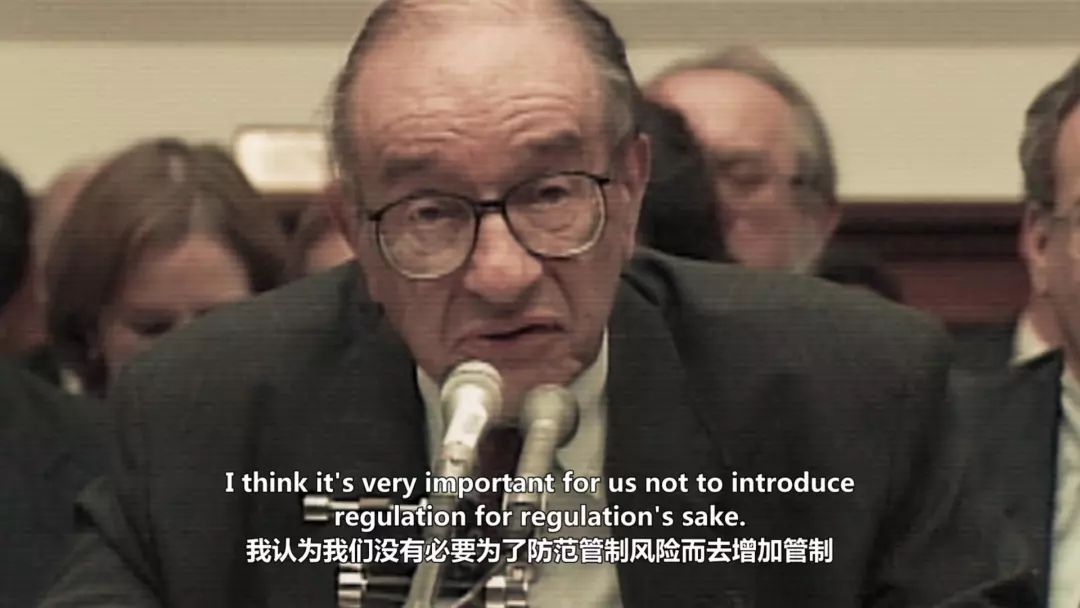 I think it's very important for us not to introduce
regulation for regulation's sake.
我认为我们没有必要为了防范管制风险而去增加管制